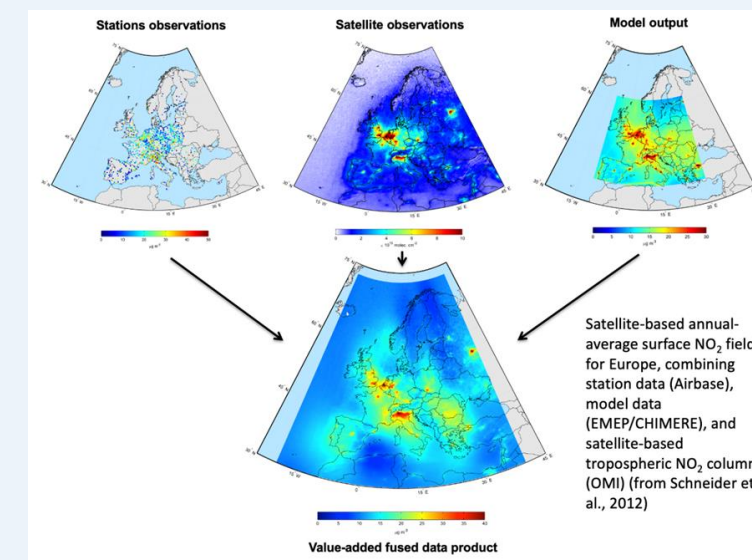 Stations observations
Satellite observations
Model output
Satellite-based annual-
average surface NO₂ field
for Europe, combining
station data (Airbase),
model data
(EMEP/CHIMERE), and
satellite-based
tropospheric NO₂ column
(OMI) (from Schneider et
al., 2012)
Value-added fused data product